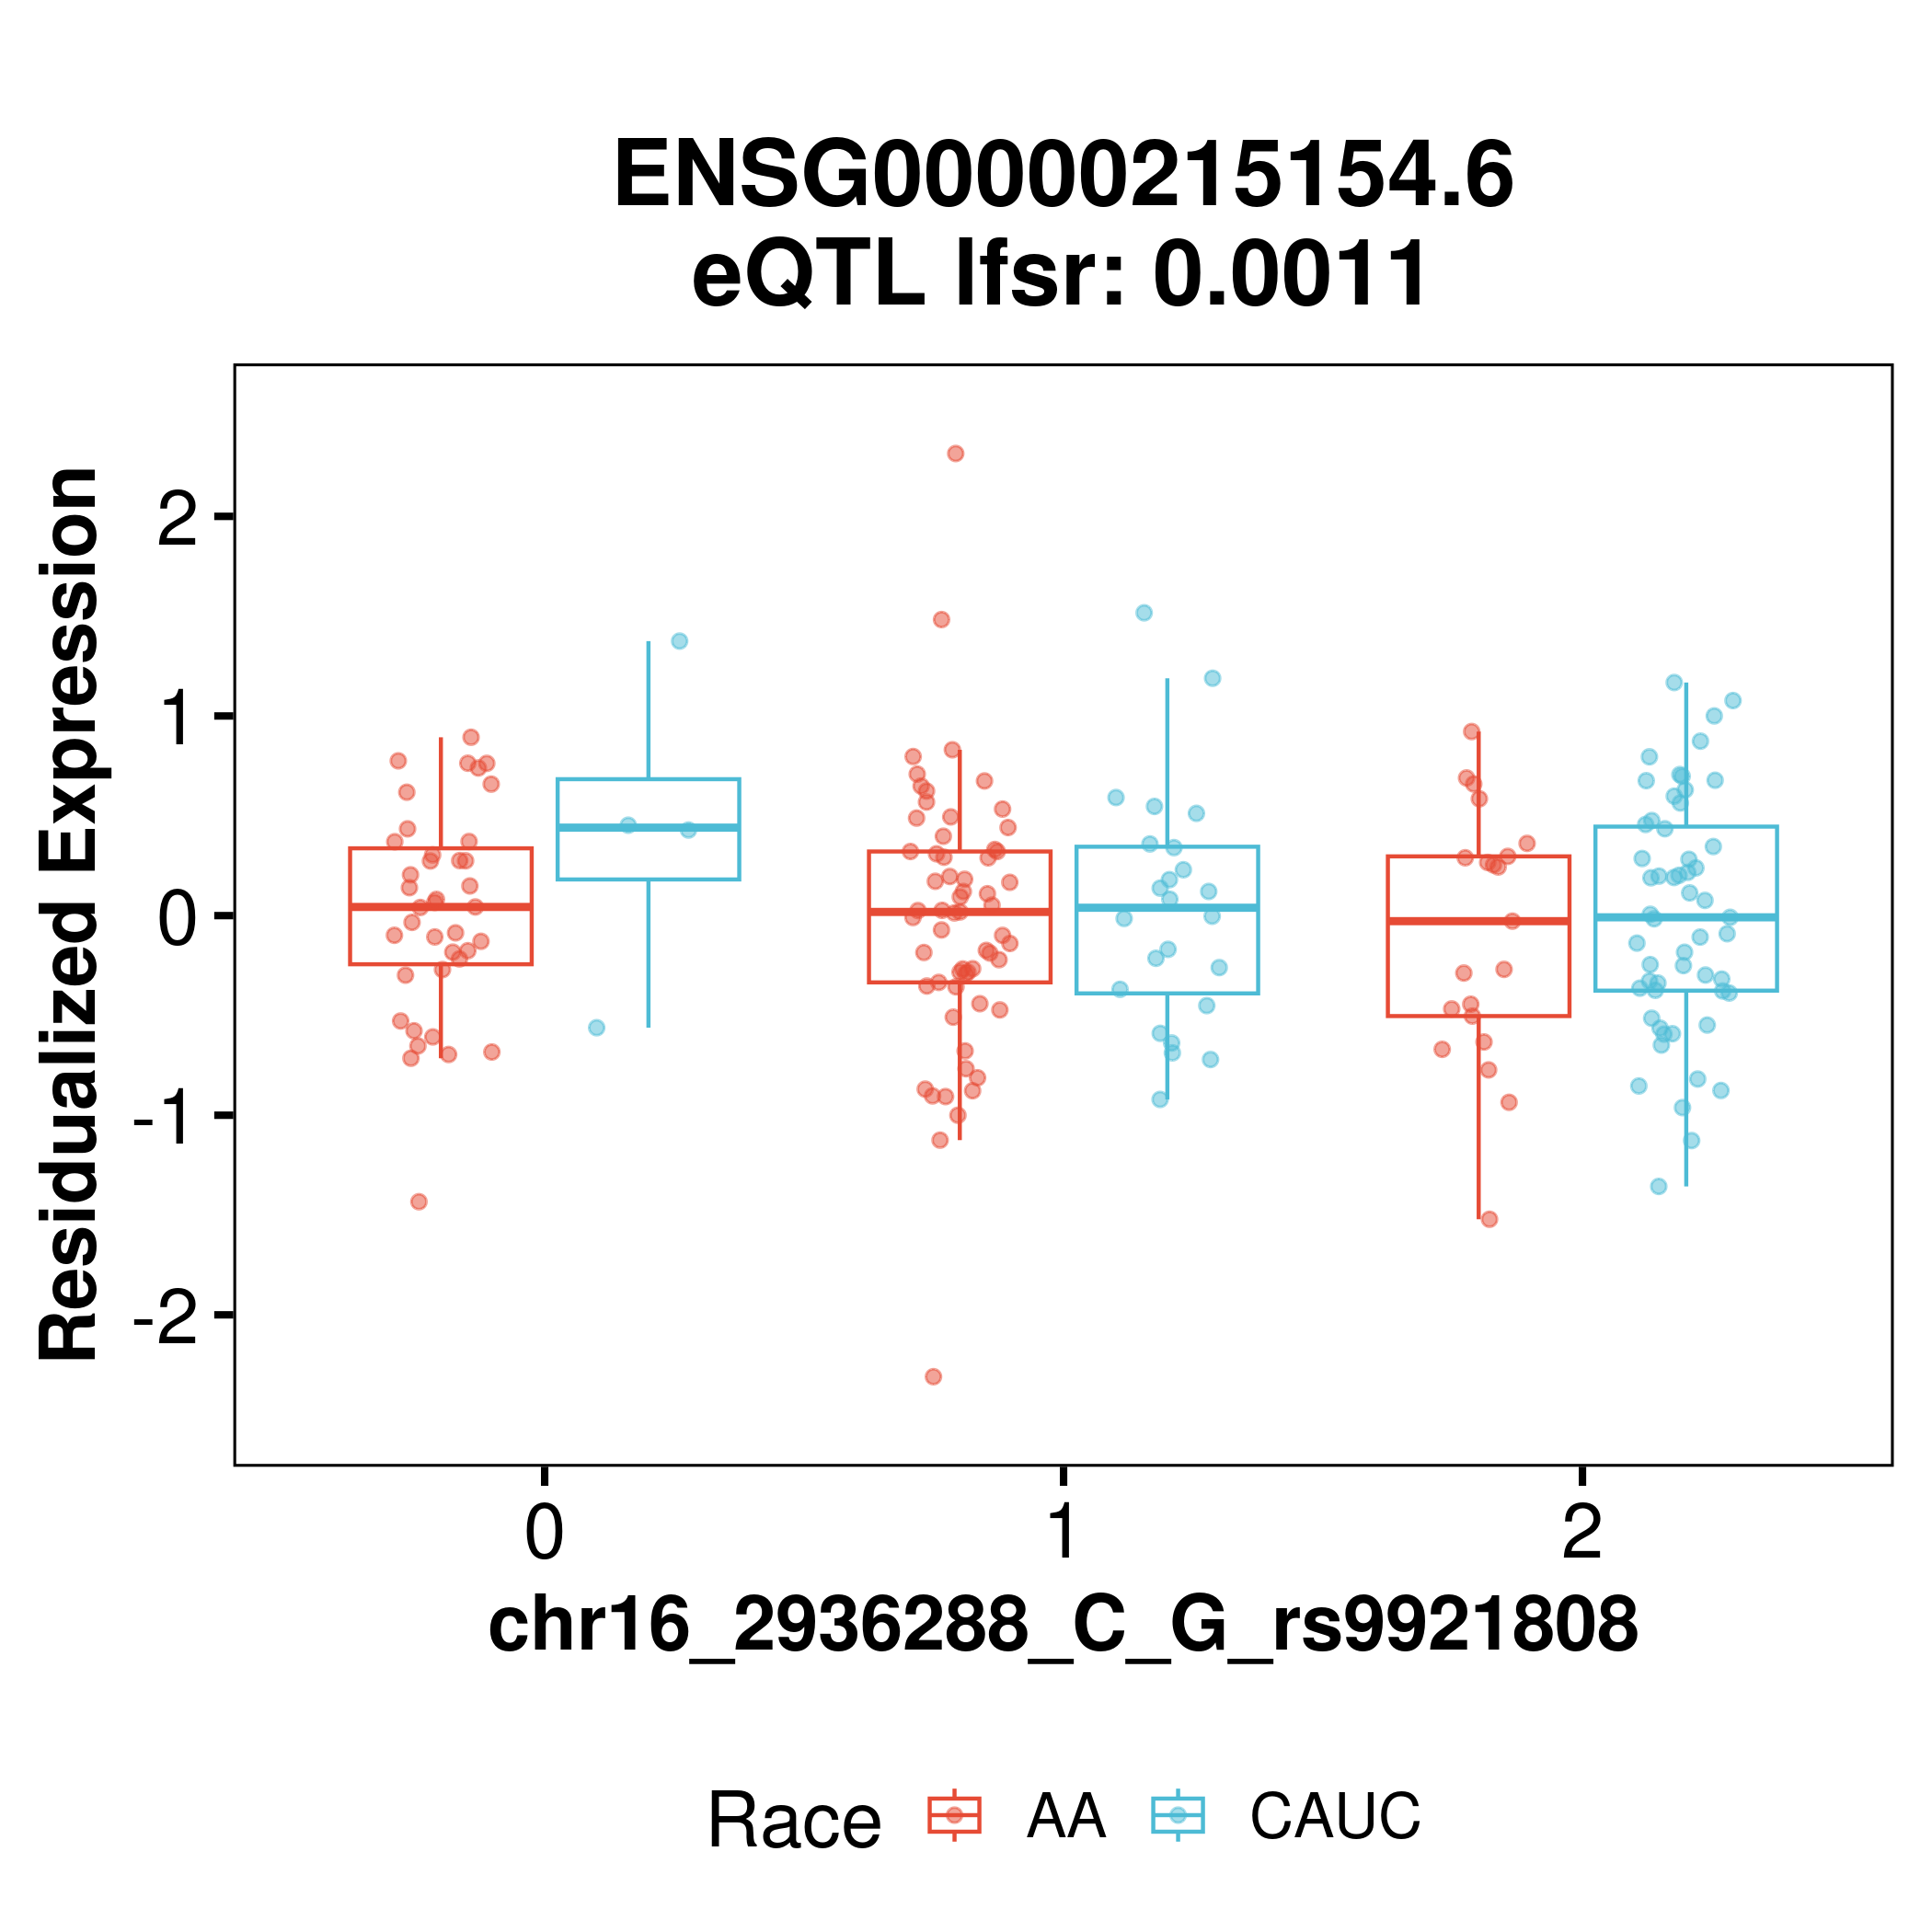 ENSG00000215154.6
eQTL lfsr: 0.0011
Residualized Expression
2
1
0
-1
-2
0 1 2
chr16_2936288_C_G_rs9921808
Race AA CAUC